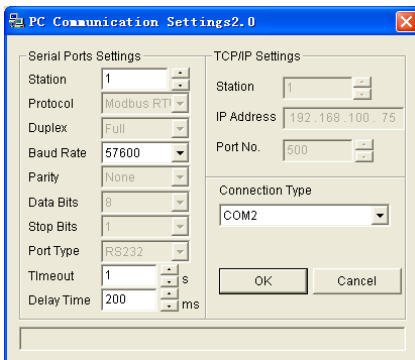 PC Communication Settings2.0
Serial Ports Settings
Station 1
Protocol Modbus RTU
Duplex Full
Baud Rate 57600
Parity None
Data Bits 8
Stop Bits 1
Port Type RS232
TImeout 1 s
Delay Time 200 ms
TCP/IP Settings
Station 1
IP Address 192.168.100.75
Port No. 500
Connection Type
COM2
OK Cancel